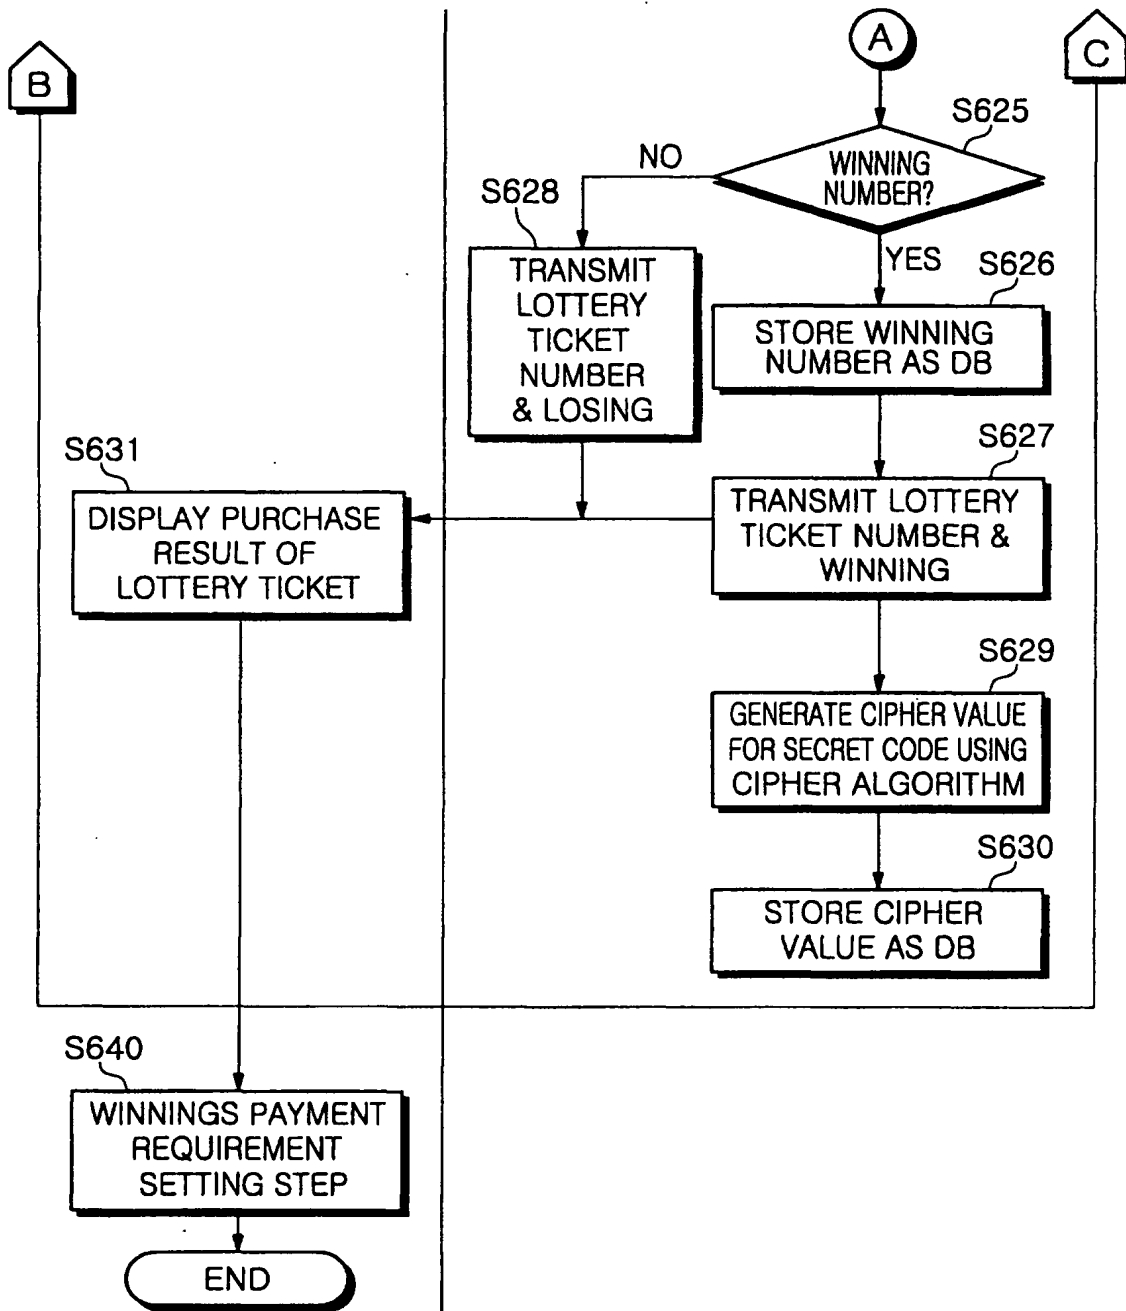 B
A
C
S625
WINNING
NUMBER?
NO
YES
S628
TRANSMIT
LOTTERY
TICKET
NUMBER
& LOSING
S626
STORE WINNING
NUMBER AS DB
S627
TRANSMIT LOTTERY
TICKET NUMBER &
WINNING
S631
DISPLAY PURCHASE
RESULT OF
LOTTERY TICKET
S629
GENERATE CIPHER VALUE
FOR SECRET CODE USING
CIPHER ALGORITHM
S630
STORE CIPHER
VALUE AS DB
S640
WINNINGS PAYMENT
REQUIREMENT
SETTING STEP
END